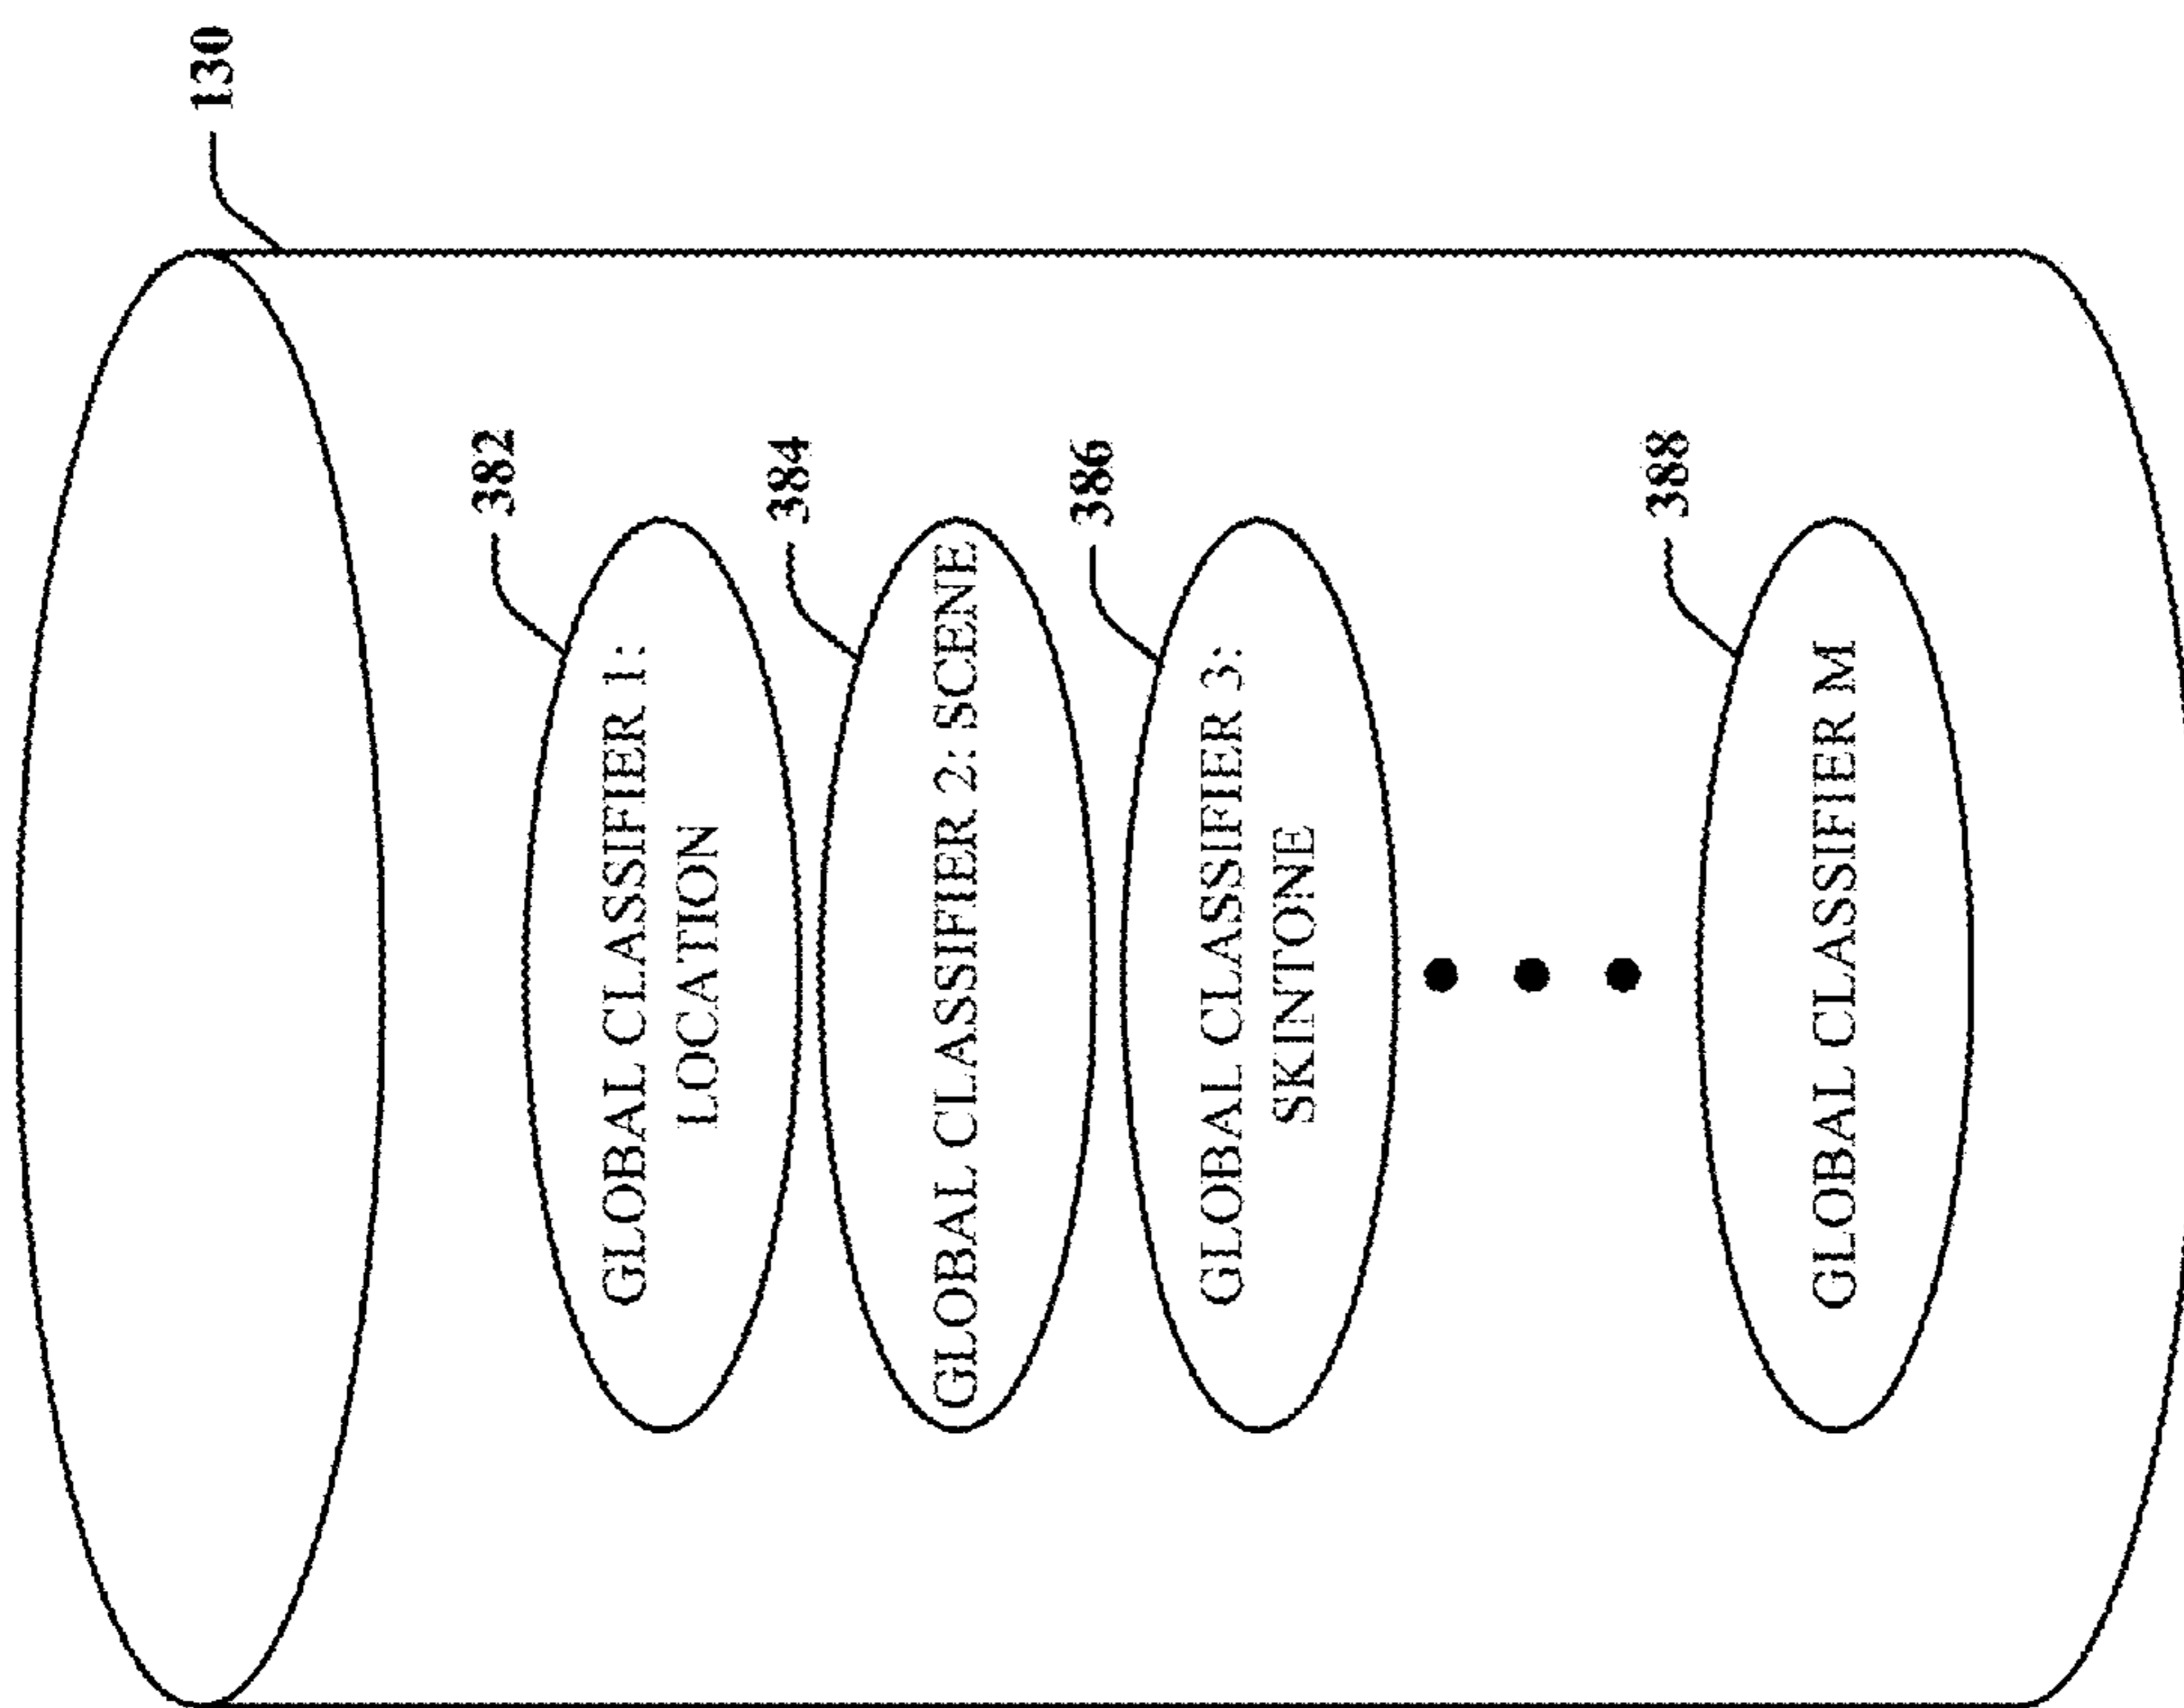 130
382
GLOBAL CLASSIFIER 1:
LOCATION
384
GLOBAL CLASSIFIER 2: SCENE
386
GLOBAL CLASSIFIER 3:
SKINTONE
388
GLOBAL CLASSIFIER M